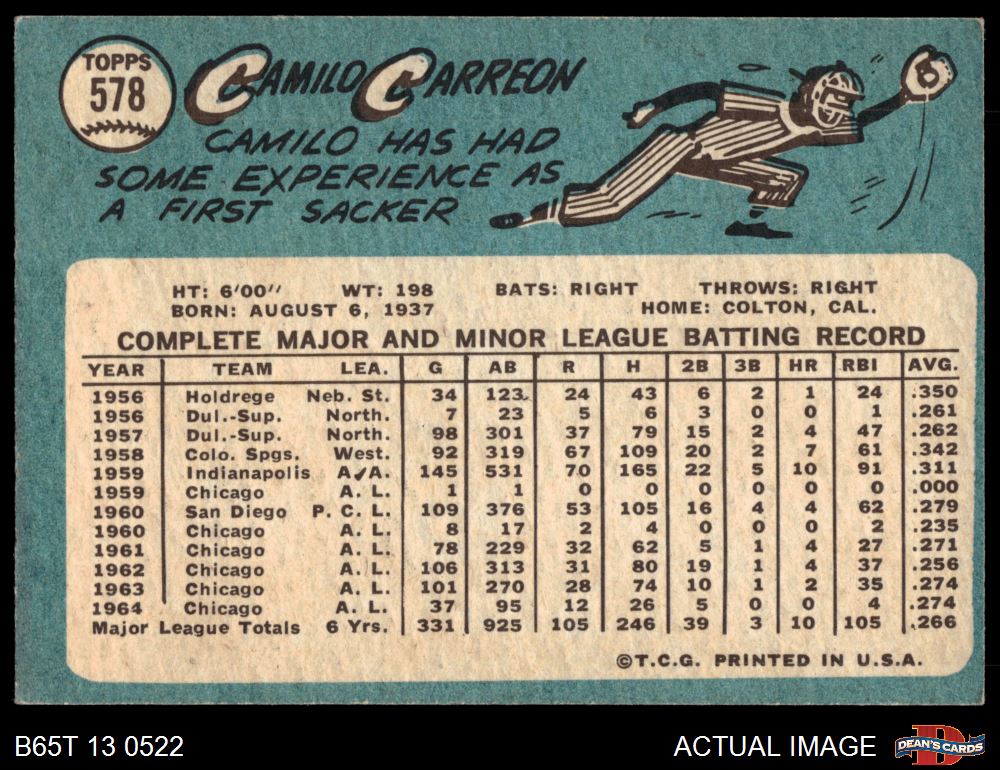 TOPPS
578
CAMILO CARREON
CAMILO HAS HAD
SOME EXPERIENCE AS
A FIRST SACKER
HT: 6'00" WT: 198 BATS: RIGHT THROWS: RIGHT
BORN: AUGUST 6, 1937 HOME: COLTON, CAL.
COMPLETE MAJOR AND MINOR LEAGUE BATTING RECORD
YEAR TEAM LEA. G AB R H 2B 3B HR RBI AVG.
1956 Holdrege Neb. St. 34 123 24 43 6 2 1 24 .350
1956 Dul.-Sup. North. 7 23 5 6 3 0 0 1 .261
1957 Dul.-Sup. North. 98 301 37 79 15 2 4 47 .262
1958 Colo. Spgs. West. 92 319 67 109 20 2 7 61 .342
1959 Indianapolis A.A. 145 531 70 165 22 5 10 91 .311
1959 Chicago A. L. 1 1 0 0 0 0 0 0 .000
1960 San Diego P. C. L. 109 376 53 105 16 4 4 62 .279
1960 Chicago A. L. 8 17 2 4 0 0 0 2 .235
1961 Chicago A. L. 78 229 32 62 5 1 4 27 .271
1962 Chicago A. L. 106 313 31 80 19 1 4 37 .256
1963 Chicago A. L. 101 270 28 74 10 1 2 35 .274
1964 Chicago A. L. 37 95 12 26 5 0 0 4 .274
Major League Totals 6 Yrs. 331 925 105 246 39 3 10 105 .266
©T.C.G. PRINTED IN U.S.A.
B65T 13 0522 ACTUAL IMAGE DEAN'S CARDS